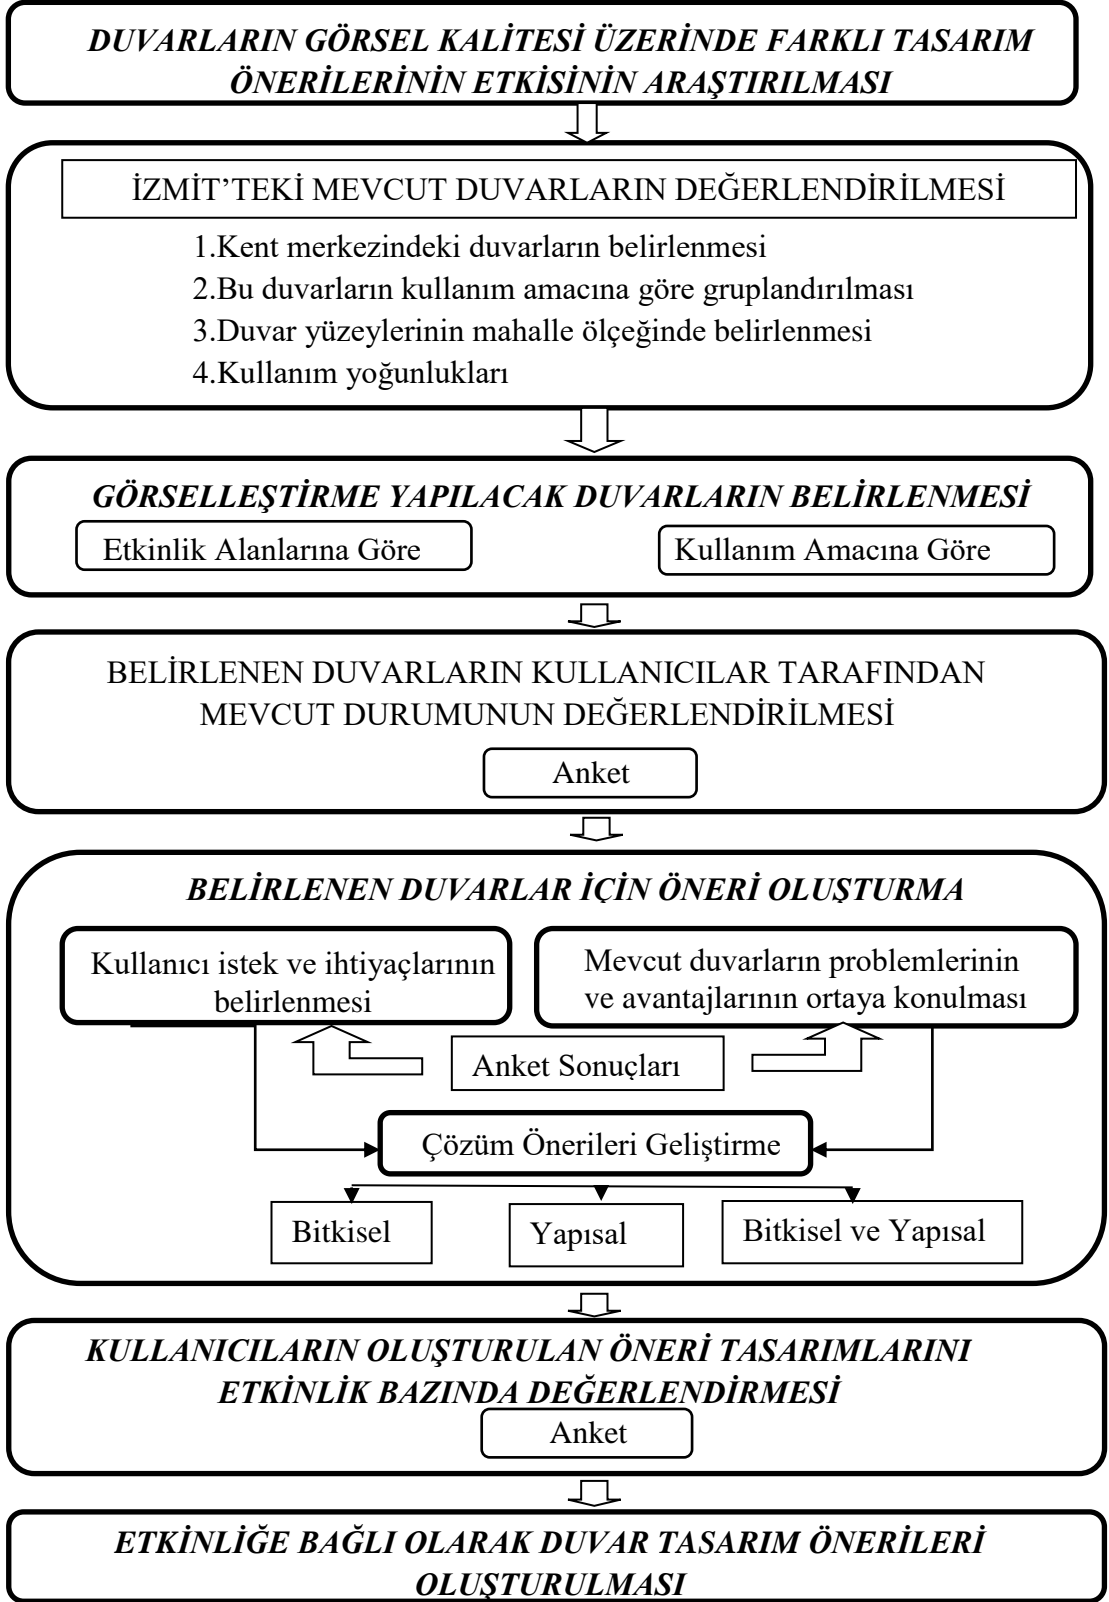 DUVARLARIN GÖRSEL KALİTESİ ÜZERİNDE FARKLI TASARIM
ÖNERİLERİNİN ETKİSİNİN ARAŞTIRILMASI
İZMİT’TEKİ MEVCUT DUVARLARIN DEĞERLENDİRİLMESİ
1.Kent merkezindeki duvarların belirlenmesi
2.Bu duvarların kullanım amacına göre gruplandırılması
3.Duvar yüzeylerinin mahalle ölçeğinde belirlenmesi
4.Kullanım yoğunlukları
GÖRSELLEŞTİRME YAPILACAK DUVARLARIN BELİRLENMESİ
Etkinlik Alanlarına Göre
Kullanım Amacına Göre
BELİRLENEN DUVARLARIN KULLANICILAR TARAFINDAN
MEVCUT DURUMUNUN DEĞERLENDİRİLMESİ
Anket
BELİRLENEN DUVARLAR İÇİN ÖNERİ OLUŞTURMA
Kullanıcı istek ve ihtiyaçlarının
belirlenmesi
Mevcut duvarların problemlerinin
ve avantajlarının ortaya konulması
Anket Sonuçları
Çözüm Önerileri Geliştirme
Bitkisel
Yapısal
Bitkisel ve Yapısal
KULLANICILARIN OLUŞTURULAN ÖNERİ TASARIMLARINI
ETKİNLİK BAZINDA DEĞERLENDİRMESİ
Anket
ETKİNLİĞE BAĞLI OLARAK DUVAR TASARIM ÖNERİLERİ
OLUŞTURULMASI